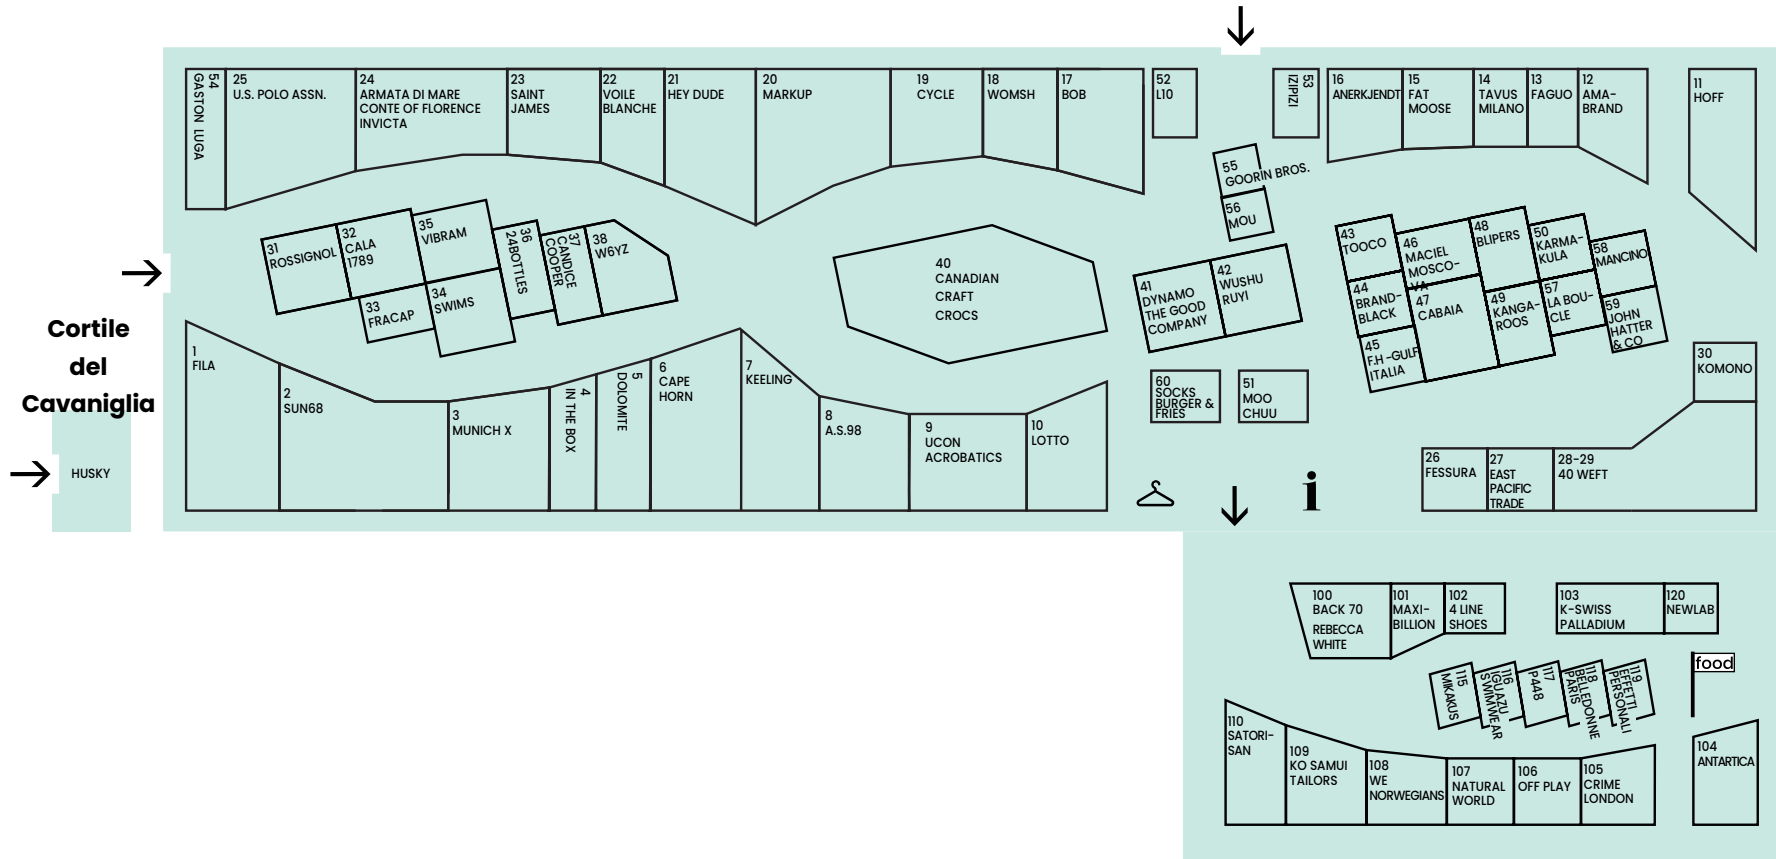 54
GASTON LUGA
25
U.S. POLO ASSN.
24
ARMATA DI MARE
CONTE OF FLORENCE
INVICTA
23
SAINT
JAMES
22
VOILE
BLANCHE
21
HEY DUDE
20
MARKUP
19
CYCLE
18
WOMSH
17
BOB
52
L10
53
IZIPIZI
16
ANERKJENDT
15
FAT
MOOSE
14
TAVUS
MILANO
13
FAGUO
12
AMA-
BRAND
11
HOFF
55
GOORIN BROS.
56
MOU
31
ROSSIGNOL
32
CALA
1789
35
VIBRAM
33
FRACAP
34
SWIMS
36
24BOTTLES
37
CANDICE
COOPER
38
W6YZ
40
CANADIAN
CRAFT
CROCS
41
DYNAMO
THE GOOD
COMPANY
42
WUSHU
RUYI
43
TOOCO
46
MACIEL
MOSCO-
VA
48
BLIPERS
50
KARMA-
KULA
58
MANCINO
44
BRAND-
BLACK
47
CABAIA
49
KANGA-
ROOS
57
LA BOU-
CLE
59
JOHN
HATTER
& CO
45
F.H -GULF
ITALIA
Cortile
del
Cavaniglia
HUSKY
1
FILA
2
SUN68
3
MUNICH X
4
IN THE BOX
5
DOLOMITE
6
CAPE
HORN
7
KEELING
8
A.S.98
9
UCON
ACROBATICS
10
LOTTO
60
SOCKS
BURGER &
FRIES
51
MOO
CHUU
i
30
KOMONO
26
FESSURA
27
EAST
PACIFIC
TRADE
28-29
40 WEFT
100
BACK 70
REBECCA
WHITE
101
MAXI-
BILLION
102
4 LINE
SHOES
103
K-SWISS
PALLADIUM
120
NEWLAB
115
MIKAKUS
116
IGUAZU
SWIMWEAR
117
P448
118
BELLEDONNE
PARIS
119
EFFETTI
PERSONALI
food
110
SATORI-
SAN
109
KO SAMUI
TAILORS
108
WE
NORWEGIANS
107
NATURAL
WORLD
106
OFF PLAY
105
CRIME
LONDON
104
ANTARTICA